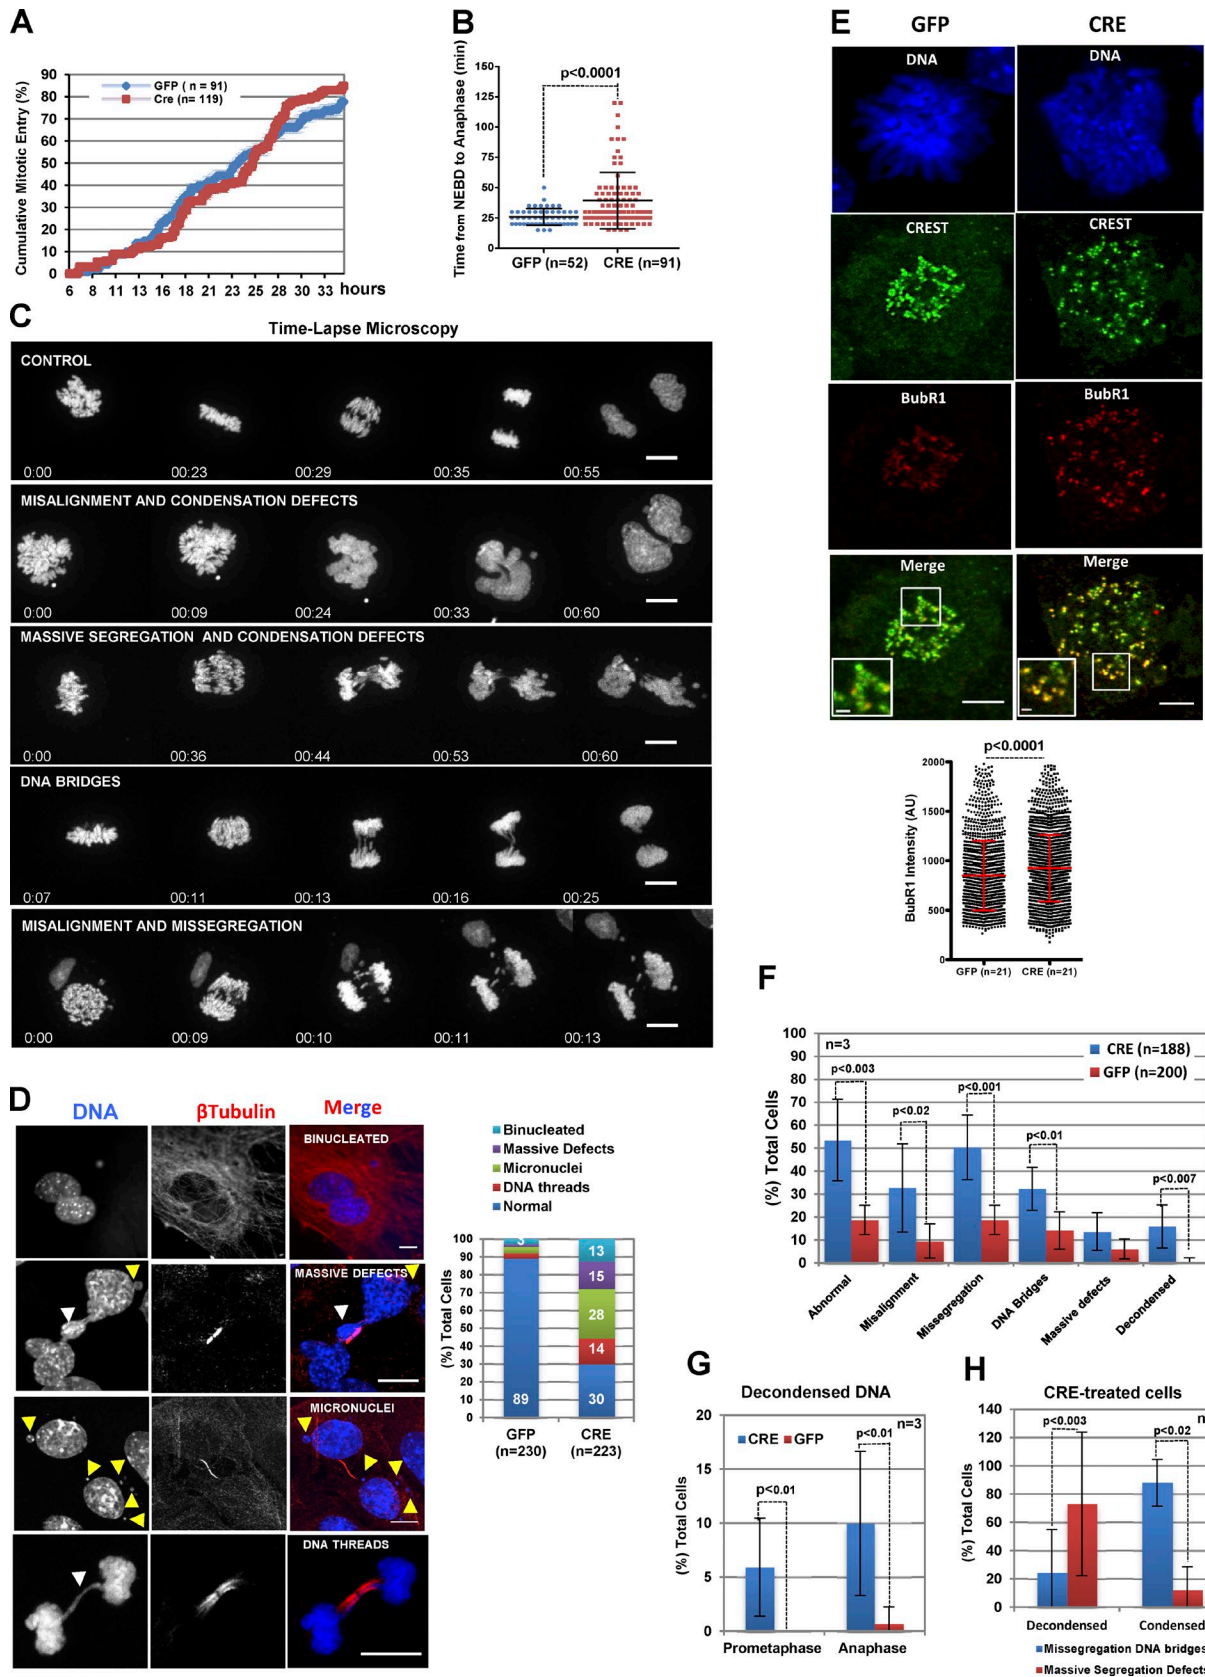 A
90
80
70
60
50
40
30
20
10
0
Cumulative Mitotic Entry (%)
GFP ( n = 91)
Cre (n= 119)
6 8 11 13 16 18 21 23 25 28 30 33 hours
B
Time from NEBD to Anaphase (min)
150
125
100
75
50
25
0
p<0.0001
GFP (n=52) CRE (n=91)
C
Time-Lapse Microscopy
CONTROL
0:00 00:23 00:29 00:35 00:55
MISALIGNMENT AND CONDENSATION DEFECTS
0:00 00:09 00:24 00:33 00:60
MASSIVE SEGREGATION AND CONDENSATION DEFECTS
0:00 00:36 00:44 00:53 00:60
DNA BRIDGES
0:07 00:11 00:13 00:16 00:25
MISALIGNMENT AND MISSEGREGATION
0:00 00:09 00:10 00:11 00:13
D
DNA βTubulin Merge
BINUCLEATED
MASSIVE DEFECTS
MICRONUCLEI
DNA THREADS
Binucleated
Massive Defects
Micronuclei
DNA threads
Normal
(%) Total Cells
100
90
80
70
60
50
40
30
20
10
0
3
89
13
15
28
14
30
GFP CRE
(n=230) (n=223)
E
GFP CRE
DNA DNA
CREST CREST
BubR1 BubR1
Merge Merge
p<0.0001
BubR1 Intensity (AU)
2000
1500
1000
500
0
GFP (n=21) CRE (n=21)
F
(%) Total Cells
100
90
80
70
60
50
40
30
20
10
0
n=3
CRE (n=188)
GFP (n=200)
p<0.003
p<0.02
p<0.001
p<0.01
p<0.007
Abnormal
Misalignment
Missegregation
DNA Bridges
Massive defects
Decondensed
G
Decondensed DNA
(%) Total Cells
20
15
10
5
0
CRE GFP
n=3
p<0.01
p<0.01
Prometaphase Anaphase
H
CRE-treated cells
(%) Total Cells
140
120
100
80
60
40
20
0
p<0.003
p<0.02
Decondensed Condensed
Missegregation DNA bridges
Massive Segregation Defects